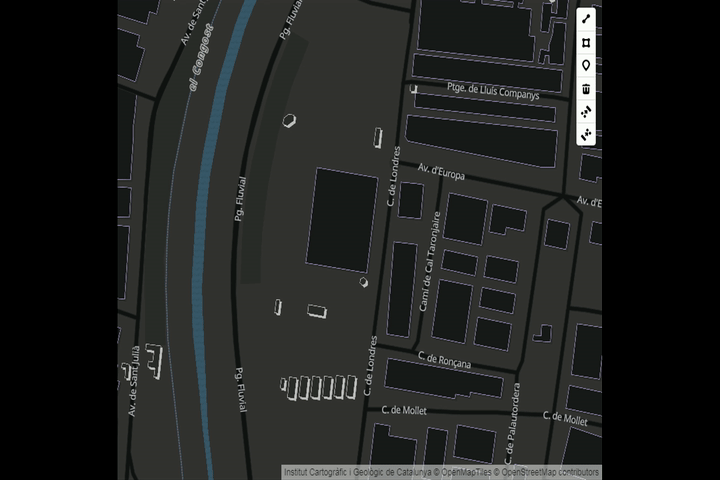 Av. de Sant
Pg. Fluvial
el Congost
Ptge. de Lluís Companys
Av. d'Europa
C. de Londres
Pg. Fluvial
Av. d'E
Camí de Cal Taronjaire
C. de Londres
C. de Ronçana
Av. de Sant Julià
Pg. Fluvial
C. de Mollet
C. de Palautordera
C. de Mollet
Institut Cartogràfic i Geològic de Catalunya © OpenMapTiles © OpenStreetMap contributors